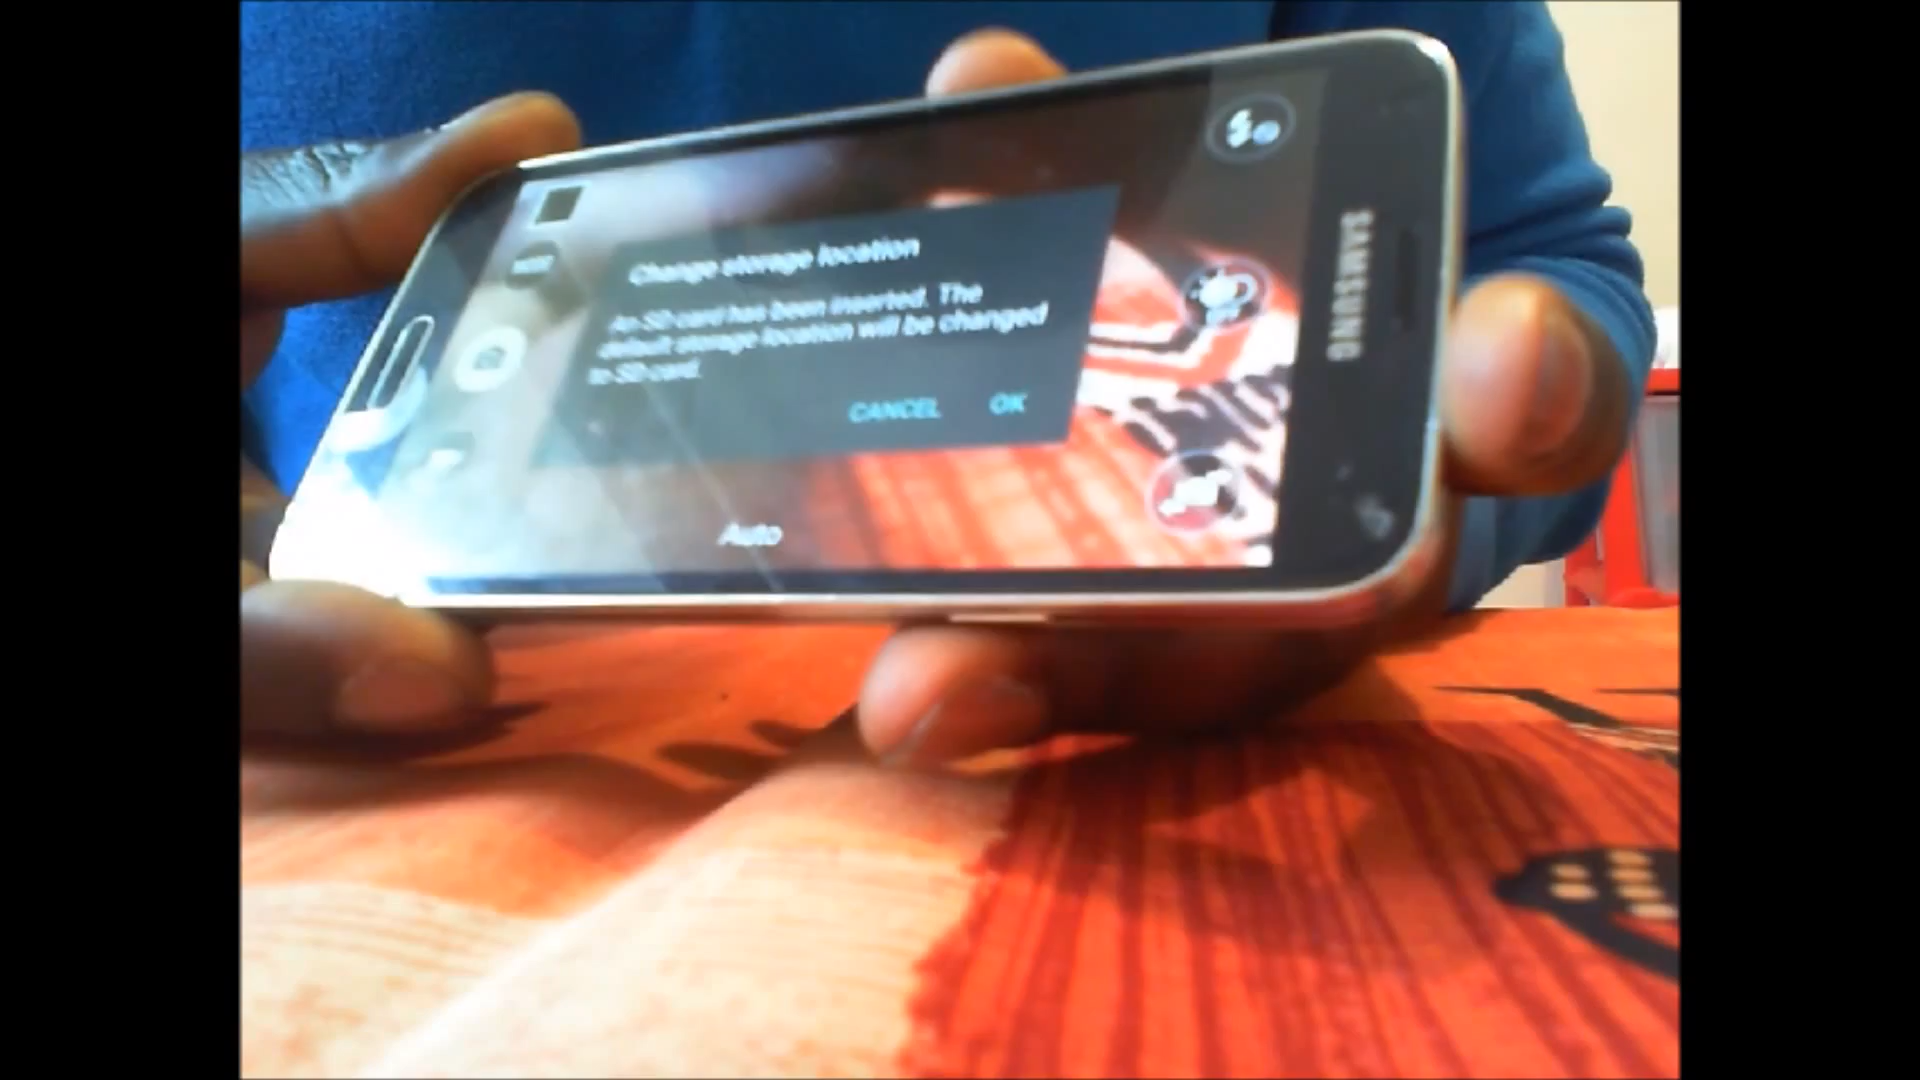 Change storage location
An SD card has been inserted. The
default storage location will be changed
to SD card.
CANCEL OK
Auto
SAMSUNG